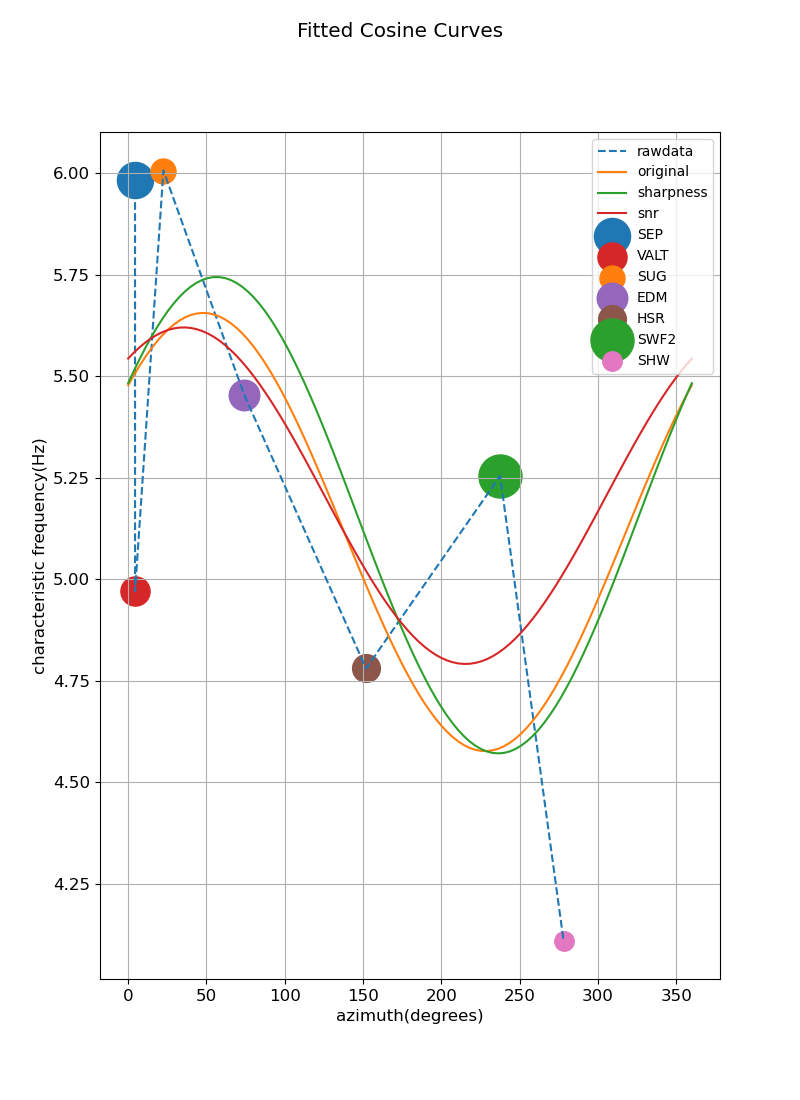 Fitted Cosine Curves
rawdata
original
sharpness
snr
SEP
VALT
SUG
EDM
HSR
SWF2
SHW
characteristic frequency(Hz)
6.00
5.75
5.50
5.25
5.00
4.75
4.50
4.25
0 50 100 150 200 250 300 350
azimuth(degrees)